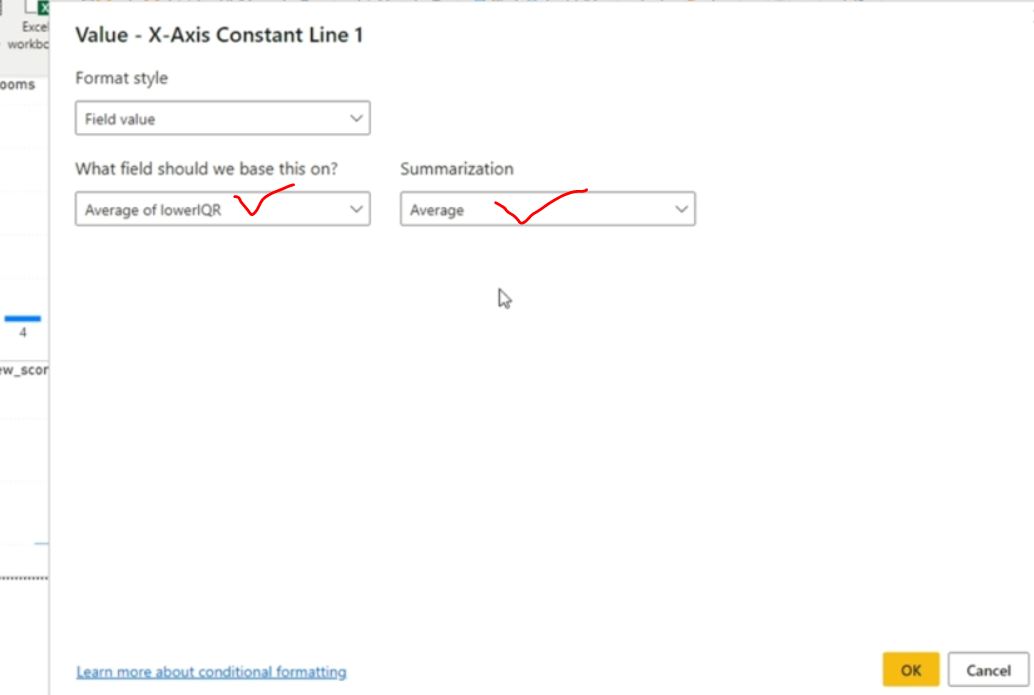 Excel
workbo
ooms
4
ew_scor
Value - X-Axis Constant Line 1
Format style
Field value
What field should we base this on?
Summarization
Average of lowerIQR
Average
Learn more about conditional formatting
OK
Cancel